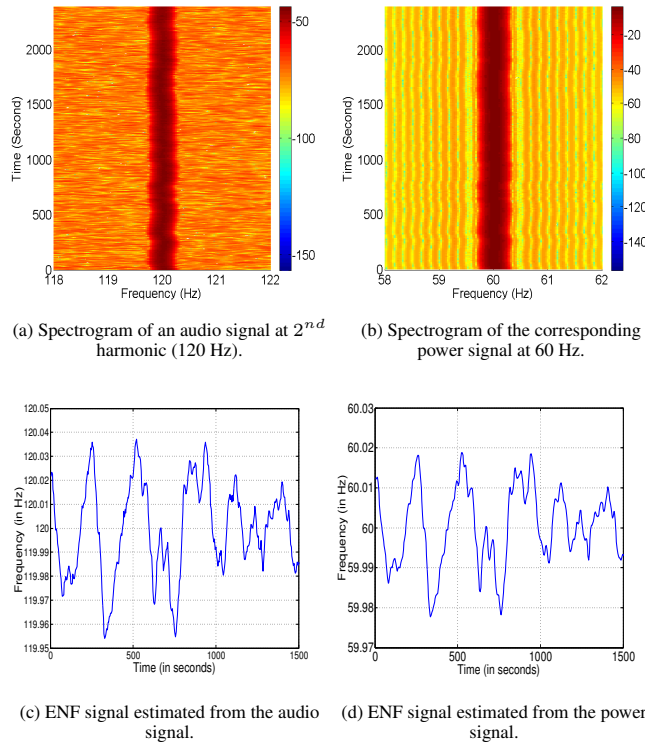 2000
1500
1000
500
0
Time (Second)
118 119 120 121 122
Frequency (Hz)
-50
-100
-150
2000
1500
1000
500
0
Time (Second)
58 59 60 61 62
Frequency (Hz)
-20
-40
-60
-80
-100
-120
-140
(a) Spectrogram of an audio signal at 2nd
harmonic (120 Hz).
(b) Spectrogram of the corresponding
power signal at 60 Hz.
120.05
120.04
120.03
120.02
120.01
120
119.99
119.98
119.97
119.96
119.95
Frequency (in Hz)
0 500 1000 1500
Time (in seconds)
60.03
60.02
60.01
60
59.99
59.98
59.97
Frequency (in Hz)
0 500 1000 1500
Time (in seconds)
(c) ENF signal estimated from the audio
signal.
(d) ENF signal estimated from the power
signal.